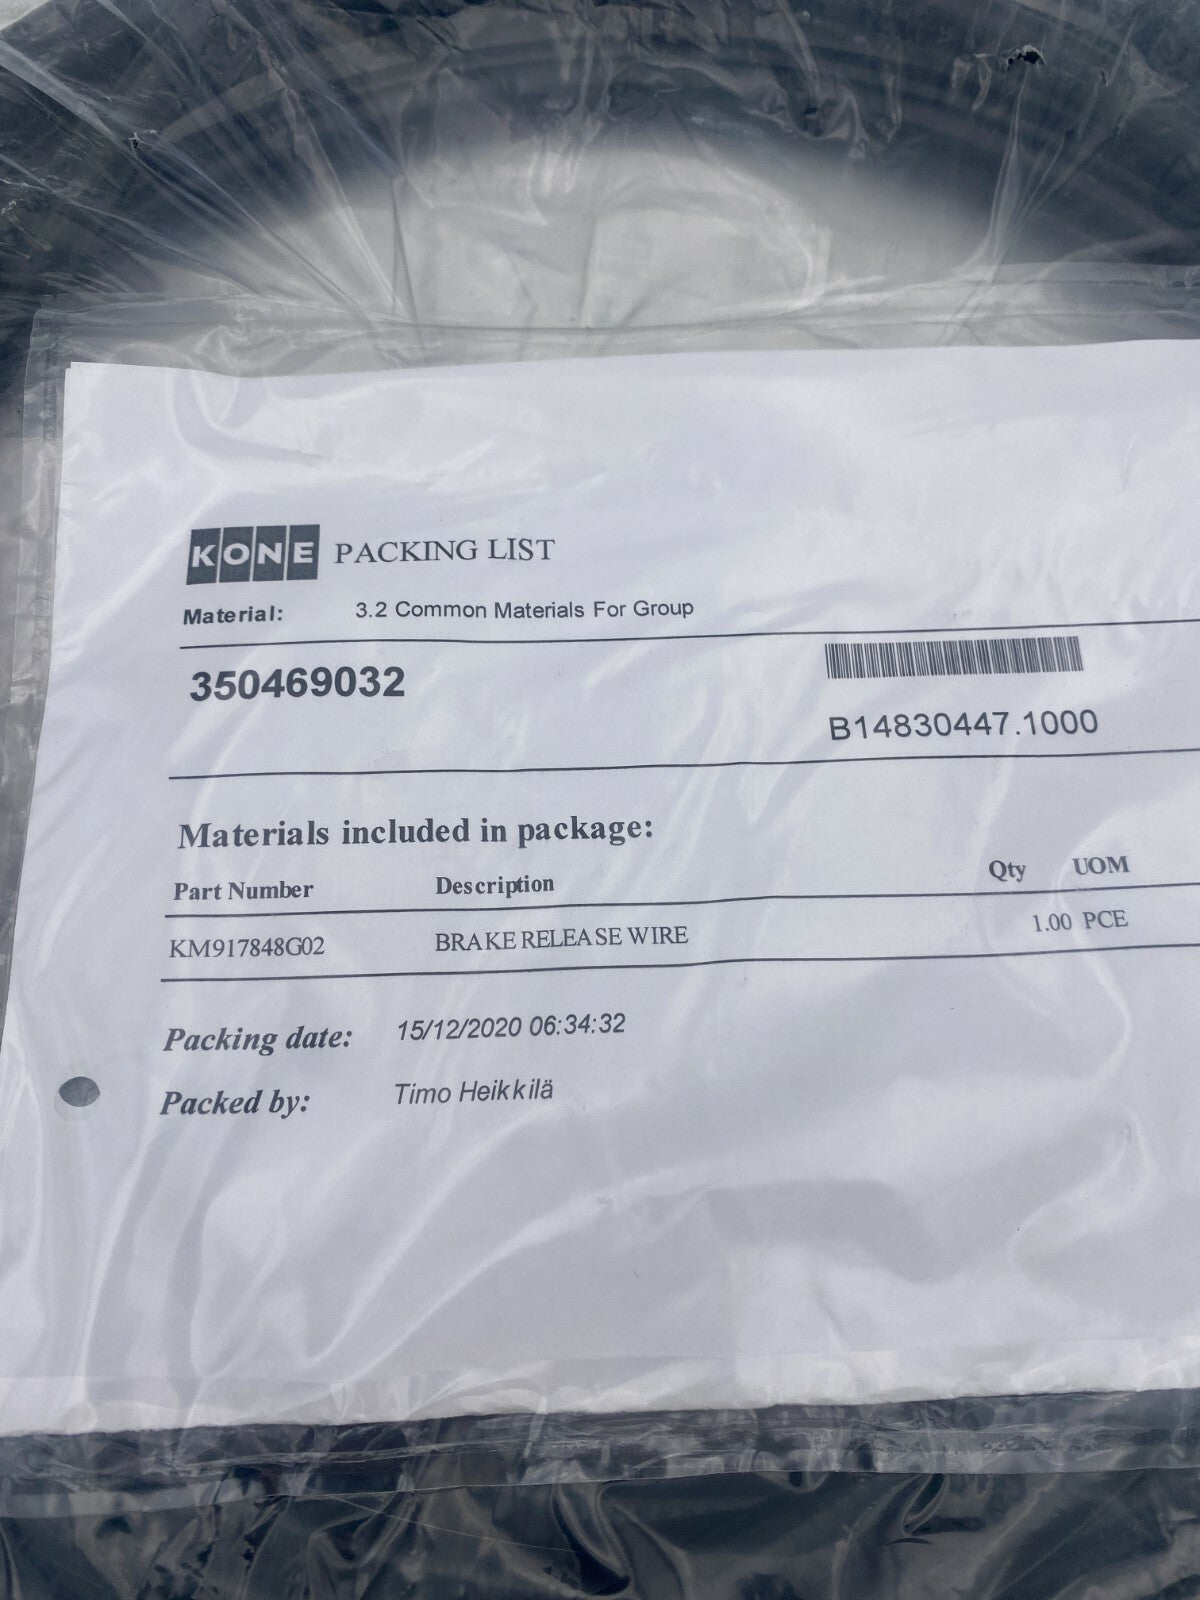 KONE PACKING LIST
Material: 3.2 Common Materials For Group
350469032
B14830447.1000
Materials included in package:
Part Number Description Qty UOM
KM917848G02 BRAKE RELEASE WIRE 1.00 PCE
Packing date: 15/12/2020 06:34:32
Packed by: Timo Heikkilä